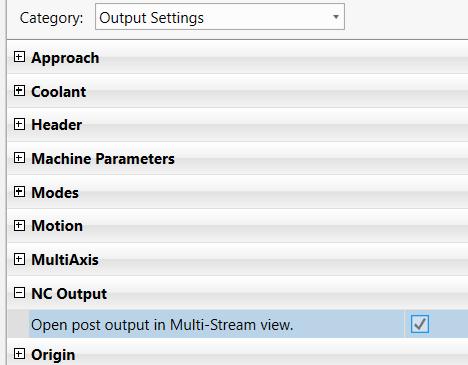 Category: Output Settings
Approach
Coolant
Header
Machine Parameters
Modes
Motion
MultiAxis
NC Output
Open post output in Multi-Stream view.
Origin